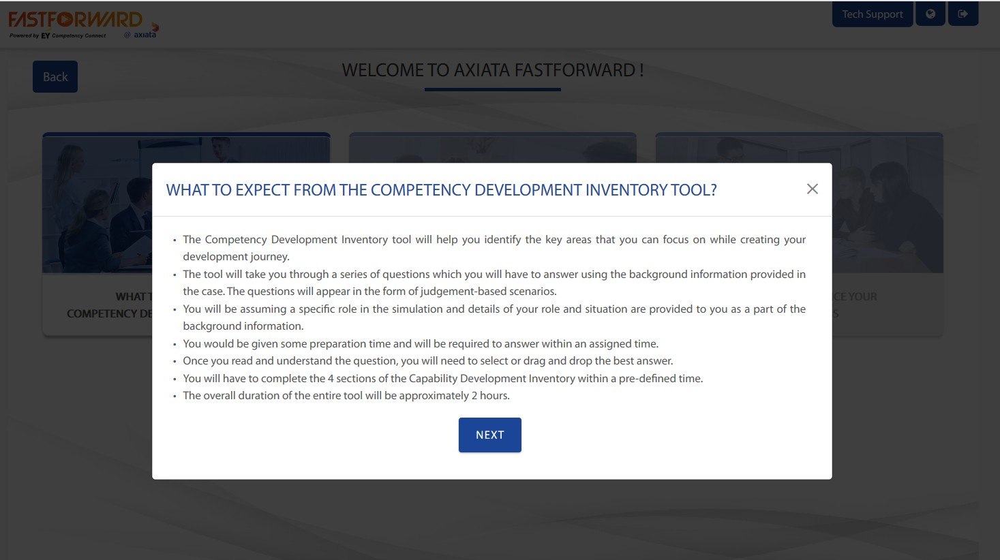 FASTFORWARD
Powered by EY Competency Connect
@ axiata
Tech Support
Back
WELCOME TO AXIATA FASTFORWARD !
WHAT TO EXPECT FROM THE COMPETENCY DEVELOPMENT INVENTORY TOOL?
• The Competency Development Inventory tool will help you identify the key areas that you can focus on while creating your
development journey.
• The tool will take you through a series of questions which you will have to answer using the background information provided in
the case. The questions will appear in the form of judgement-based scenarios.
• You will be assuming a specific role in the simulation and details of your role and situation are provided to you as a part of the
background information.
• You would be given some preparation time and will be required to answer within an assigned time.
• Once you read and understand the question, you will need to select or drag and drop the best answer.
• You will have to complete the 4 sections of the Capability Development Inventory within a pre-defined time.
• The overall duration of the entire tool will be approximately 2 hours.
NEXT
WHAT
COMPETENCY
YOUR